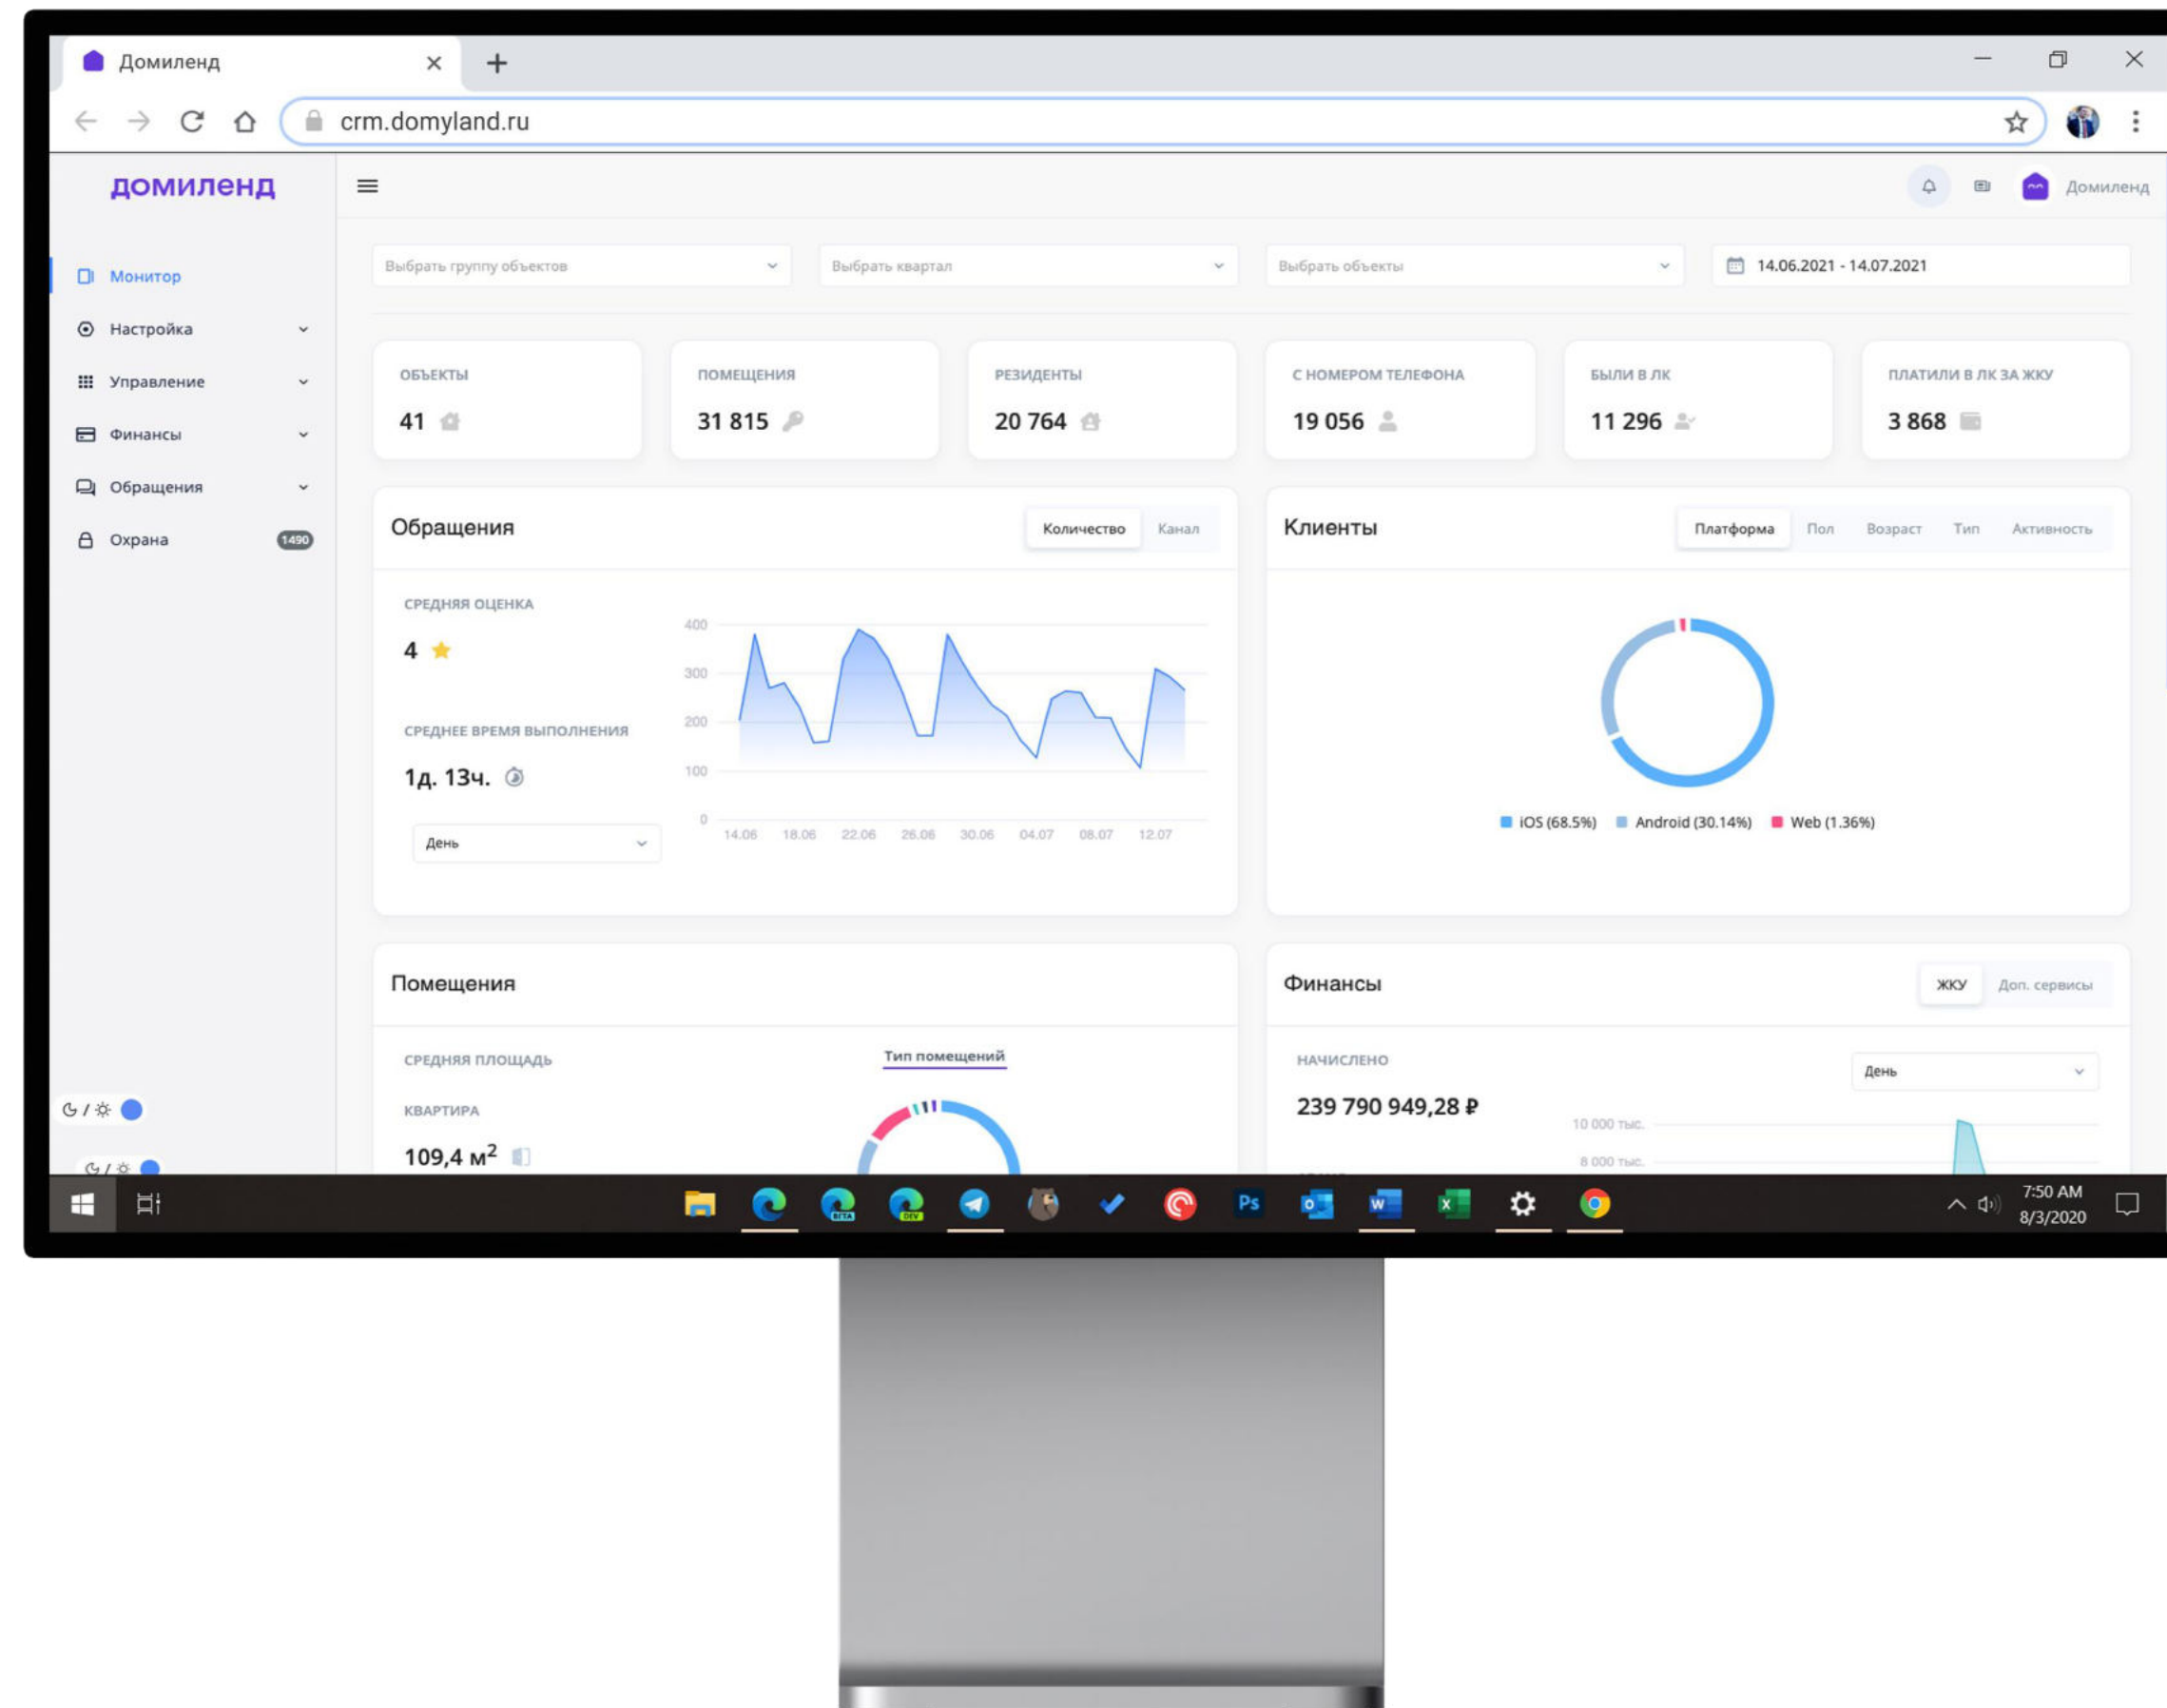 Домиленд
crm.domyland.ru
домиленд
Домиленд
Монитор
Настройка
Управление
Финансы
Обращения
Охрана
1490
Выбрать группу объектов
Выбрать квартал
Выбрать объекты
14.06.2021 - 14.07.2021
ОБЪЕКТЫ
41
ПОМЕЩЕНИЯ
31 815
РЕЗИДЕНТЫ
20 764
С НОМЕРОМ ТЕЛЕФОНА
19 056
БЫЛИ В ЛК
11 296
ПЛАТИЛИ В ЛК ЗА ЖКУ
3 868
Обращения
Количество
Канал
СРЕДНЯЯ ОЦЕНКА
4
СРЕДНЕЕ ВРЕМЯ ВЫПОЛНЕНИЯ
1д. 13ч.
День
400
300
200
100
0
14.06 18.06 22.06 26.06 30.06 04.07 08.07 12.07
Клиенты
Платформа
Пол
Возраст
Тип
Активность
iOS (68.5%) Android (30.14%) Web (1.36%)
Помещения
СРЕДНЯЯ ПЛОЩАДЬ
КВАРТИРА
109,4 м²
Тип помещений
Финансы
ЖКУ
Доп. сервисы
НАЧИСЛЕНО
239 790 949,28 ₽
День
10 000 тыс.
8 000 тыс.
BETA
DEV
Ps
7:50 AM
8/3/2020